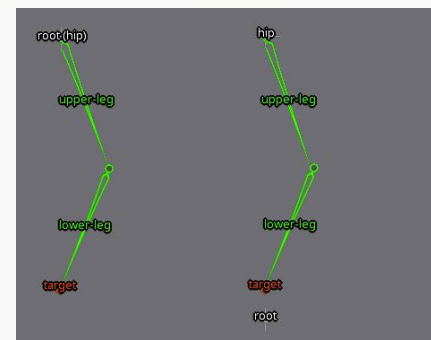 root (hip)
upper-leg
lower-leg
target
hip
upper-leg
lower-leg
target
root